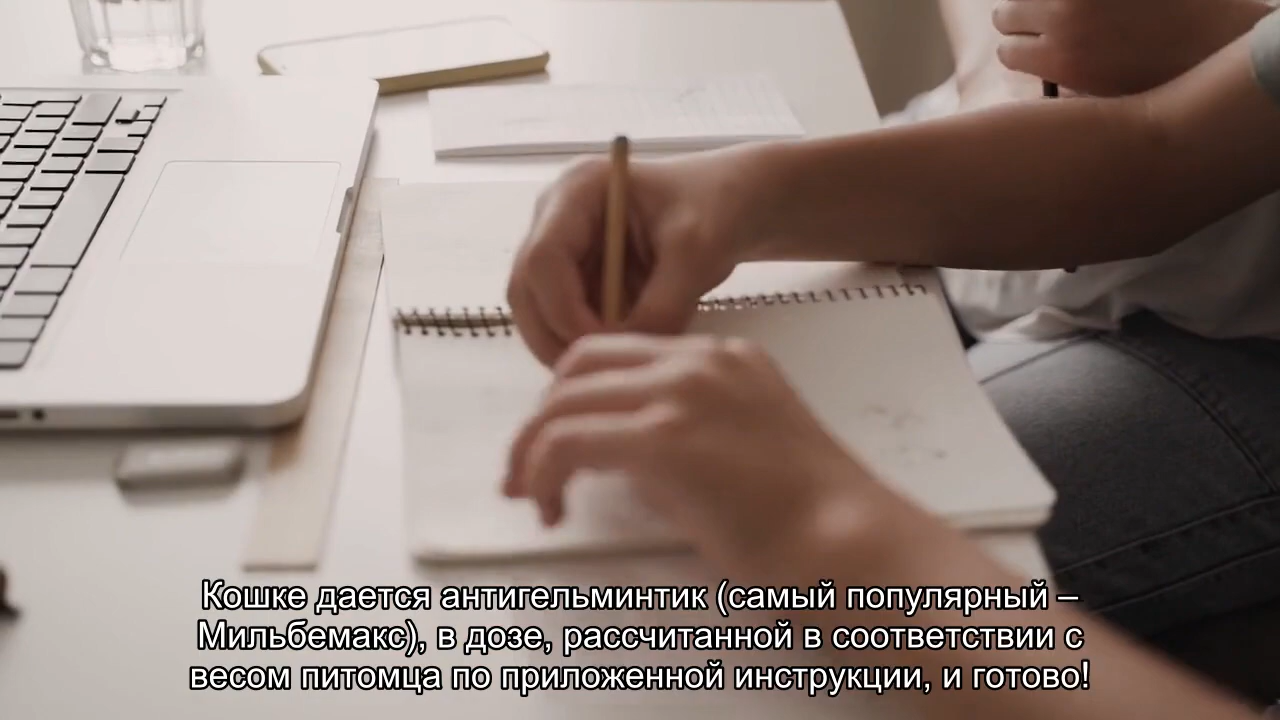 Кошке дается антигельминтик (самый популярный –
Мильбемакс), в дозе, рассчитанной в соответствии с
весом питомца по приложенной инструкции, и готово!